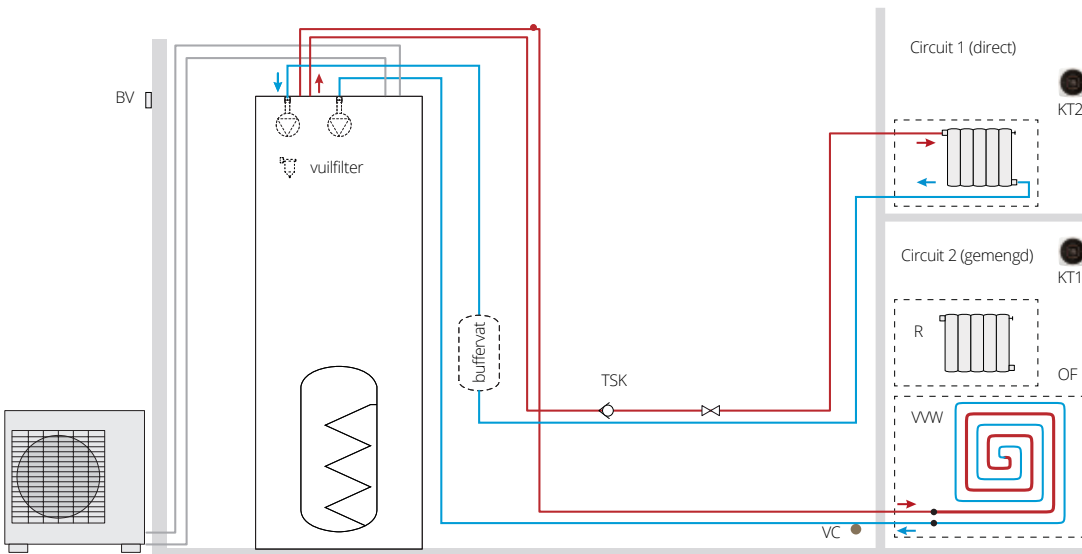 Circuit 1 (direct)
BV
KT2
vuilfilter
Circuit 2 (gemengd)
KT1
R
buffervat
TSK
OF
VVW
VC